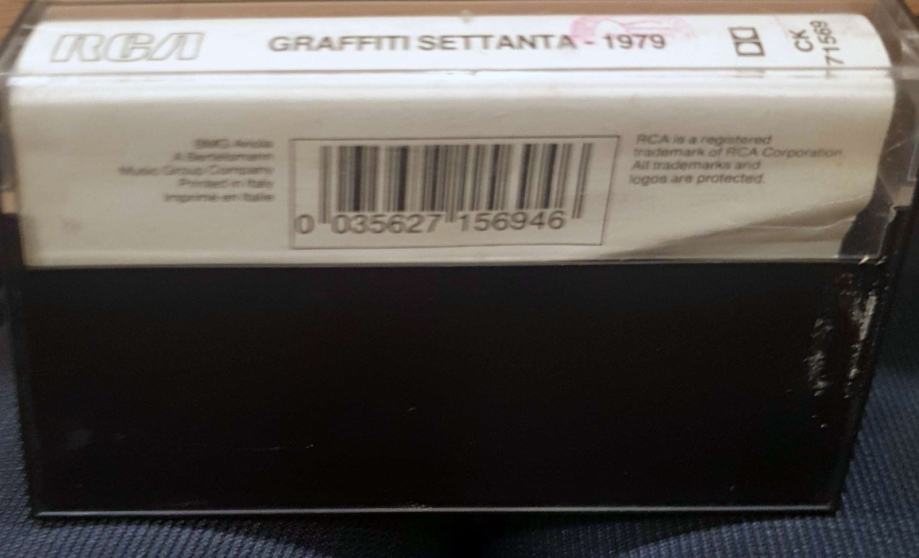 RCA
GRAFFITI SETTANTA - 1979
CK
71569
BMG Ariola
A Bertelsmann
Music Group Company
Printed in Italy
Imprimé en Italie
0 035627 156946
RCA is a registered
trademark of RCA Corporation
All trademarks and
logos are protected.